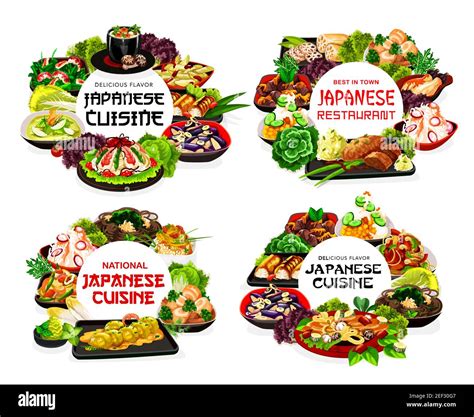 DELICIOUS FLAVOR
JAPANESE
CUISINE
BEST IN TOWN
JAPANESE
RESTAURANT
NATIONAL
JAPANESE
CUISINE
DELICIOUS FLAVOR
JAPANESE
CUISINE
alamy
Image ID: 2EF30G7
www.alamy.com